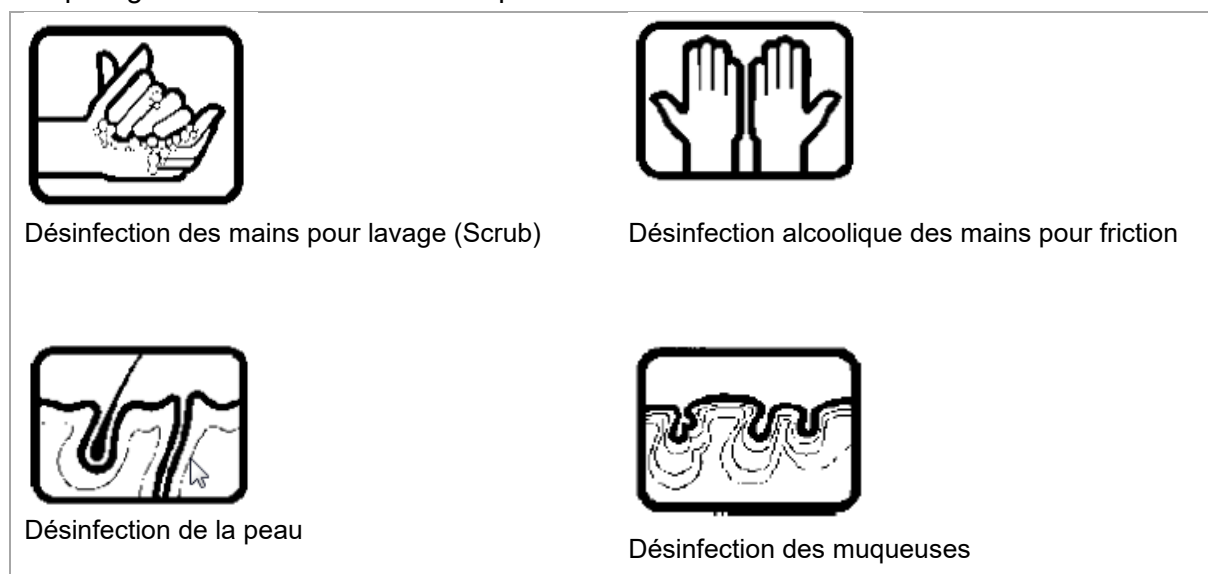 Désinfection des mains pour lavage (Scrub)
Désinfection alcoolique des mains pour friction
Désinfection de la peau
Désinfection des muqueuses